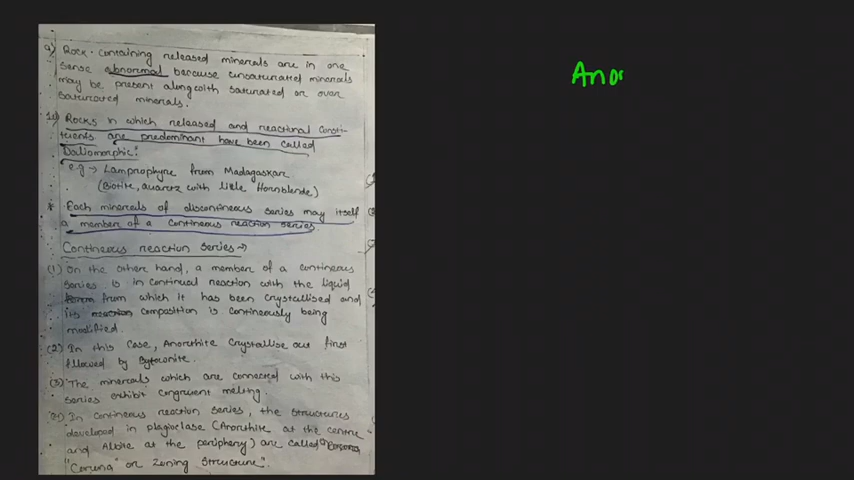 9) Rock containing released minerals are in one
sense abnormal because unsaturated minerals
may be present alongwith saturated or over
saturated minerals.
10) Rocks in which released and reactional consti-
tuents are predominant have been called
e.g → Lamprophyre from Madagaskar
(Biotite, quartz with little Hornblende)
* Each minerals of discontineous series may itself
a member of a contineous reaction series
Contineous reaction series →
(1) On the other hand, a member of a contineous
series is in continual reaction with the liquid
from which it has been crystallised and
its composition is continuously being
modified.
(2) In this case, Anorthite crystallise out first
followed by Bytownite.
(3) The minerals which are connected with this
series exhibit congruent melting.
(4) In contineous reaction series, the structures
developed in plagioclase (Anorthite at the centre
and Albite at the periphery) are called
"Corona" or Zoning Structure".
Anor